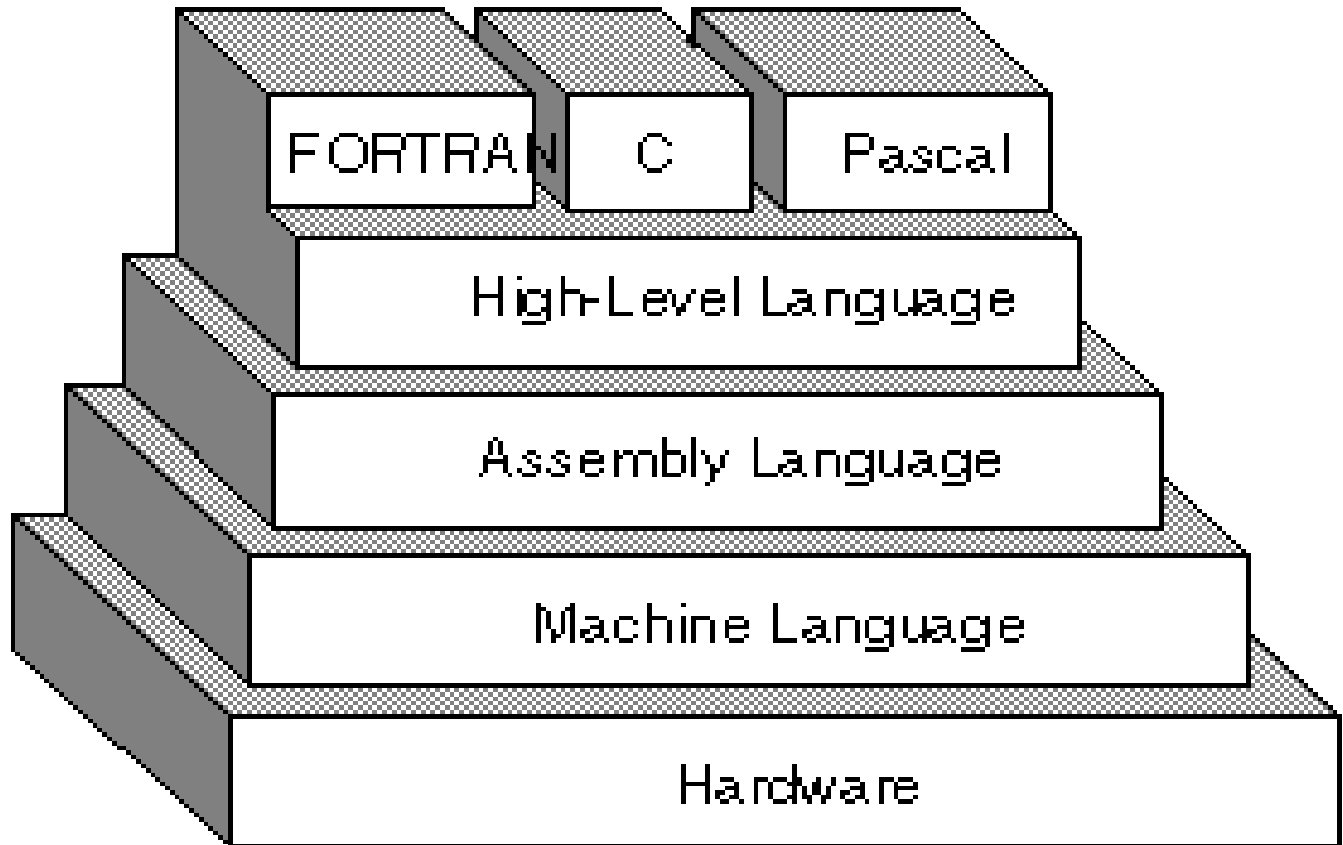 FORTRAN C Pascal
High-Level Language
Assembly Language
Machine Language
Hardware